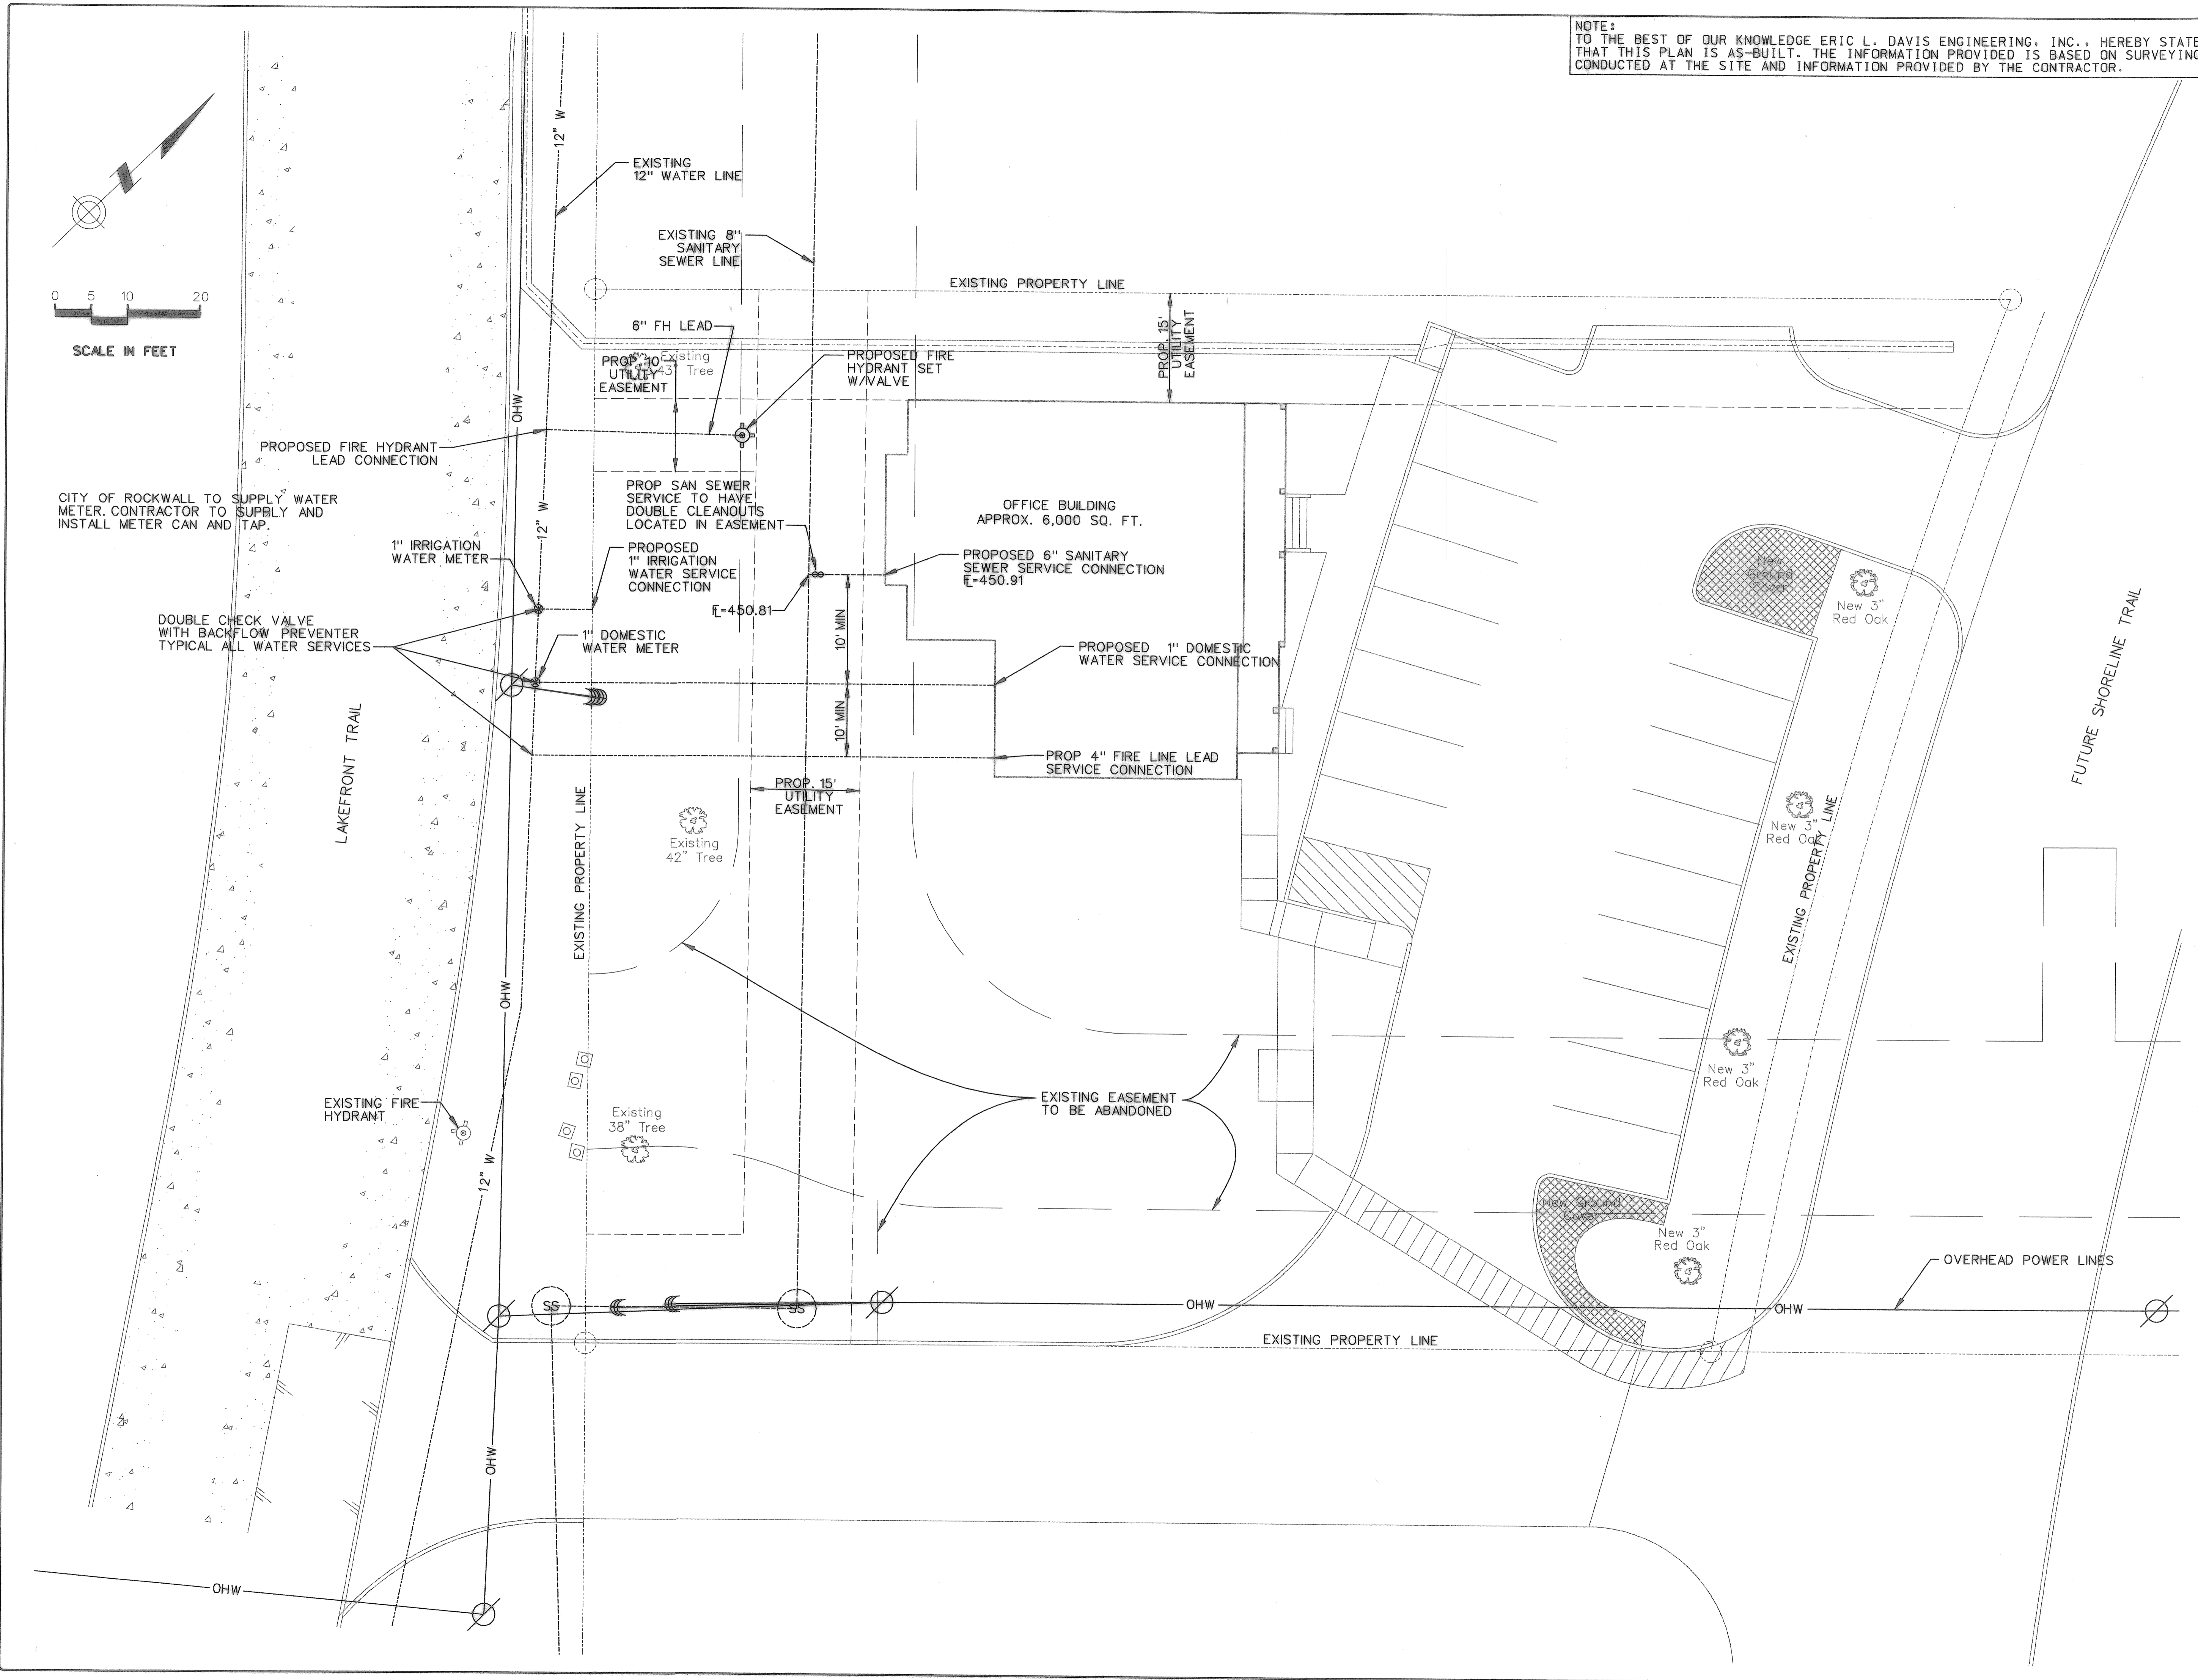 NOTE:
TO THE BEST OF OUR KNOWLEDGE ERIC L. DAVIS ENGINEERING, INC., HEREBY STATE
THAT THIS PLAN IS AS-BUILT. THE INFORMATION PROVIDED IS BASED ON SURVEYING
CONDUCTED AT THE SITE AND INFORMATION PROVIDED BY THE CONTRACTOR.
N
0 5 10 20
SCALE IN FEET
12" W
EXISTING
12" WATER LINE
EXISTING 8"
SANITARY
SEWER LINE
EXISTING PROPERTY LINE
6" FH LEAD
PROP. 10'
UTILITY
EASEMENT
Existing
43" Tree
PROPOSED FIRE
HYDRANT SET
W/VALVE
PROP. 15'
UTILITY
EASEMENT
OHW
PROPOSED FIRE HYDRANT
LEAD CONNECTION
CITY OF ROCKWALL TO SUPPLY WATER
METER. CONTRACTOR TO SUPPLY AND
INSTALL METER CAN AND TAP.
PROP SAN SEWER
SERVICE TO HAVE
DOUBLE CLEANOUTS
LOCATED IN EASEMENT
OFFICE BUILDING
APPROX. 6,000 SQ. FT.
12" W
1" IRRIGATION
WATER METER
PROPOSED
1" IRRIGATION
WATER SERVICE
CONNECTION
PROPOSED 6" SANITARY
SEWER SERVICE CONNECTION
FL=450.91
FL=450.81
New
Ground
Cover
New 3"
Red Oak
DOUBLE CHECK VALVE
WITH BACKFLOW PREVENTER
TYPICAL ALL WATER SERVICES
1" DOMESTIC
WATER METER
10' MIN
PROPOSED 1" DOMESTIC
WATER SERVICE CONNECTION
10' MIN
PROP 4" FIRE LINE LEAD
SERVICE CONNECTION
LAKEFRONT TRAIL
FUTURE SHORELINE TRAIL
PROP. 15'
UTILITY
EASEMENT
EXISTING PROPERTY LINE
Existing
42" Tree
New 3"
Red Oak
EXISTING PROPERTY LINE
OHW
New 3"
Red Oak
EXISTING FIRE
HYDRANT
EXISTING EASEMENT
TO BE ABANDONED
Existing
38" Tree
12" W
New Ground
Cover
New 3"
Red Oak
OVERHEAD POWER LINES
SS
SS
OHW
OHW
EXISTING PROPERTY LINE
OHW
OHW